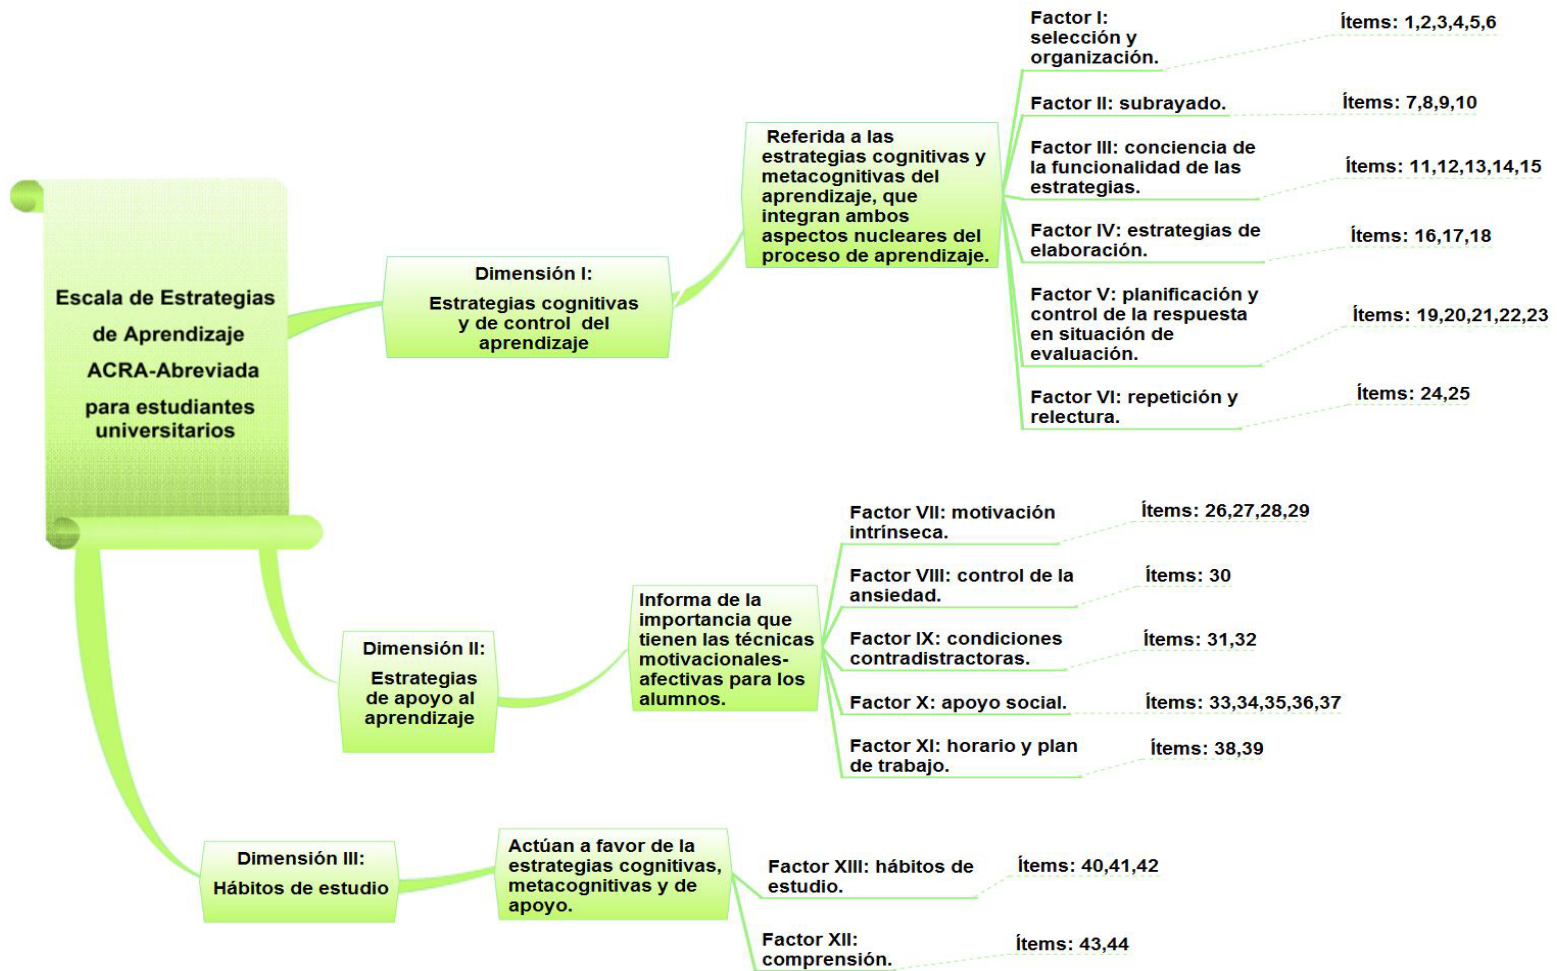 Escala de Estrategias
de Aprendizaje
ACRA-Abreviada
para estudiantes
universitarios
Dimensión I:
Estrategias cognitivas
y de control del
aprendizaje
Referida a las
estrategias cognitivas y
metacognitivas del
aprendizaje, que
integran ambos
aspectos nucleares del
proceso de aprendizaje.
Factor I:
selección y
organización.
Ítems: 1,2,3,4,5,6
Factor II: subrayado.
Ítems: 7,8,9,10
Factor III: conciencia de
la funcionalidad de las
estrategias.
Ítems: 11,12,13,14,15
Factor IV: estrategias de
elaboración.
Ítems: 16,17,18
Factor V: planificación y
control de la respuesta
en situación de
evaluación.
Ítems: 19,20,21,22,23
Factor VI: repetición y
relectura.
Ítems: 24,25
Dimensión II:
Estrategias
de apoyo al
aprendizaje
Informa de la
importancia que
tienen las técnicas
motivacionales-
afectivas para los
alumnos.
Factor VII: motivación
intrínseca.
Ítems: 26,27,28,29
Factor VIII: control de la
ansiedad.
Ítems: 30
Factor IX: condiciones
contradistractoras.
Ítems: 31,32
Factor X: apoyo social.
Ítems: 33,34,35,36,37
Factor XI: horario y plan
de trabajo.
Ítems: 38,39
Dimensión III:
Hábitos de estudio
Actúan a favor de la
estrategias cognitivas,
metacognitivas y de
apoyo.
Factor XIII: hábitos de
estudio.
Ítems: 40,41,42
Factor XII:
comprensión.
Ítems: 43,44